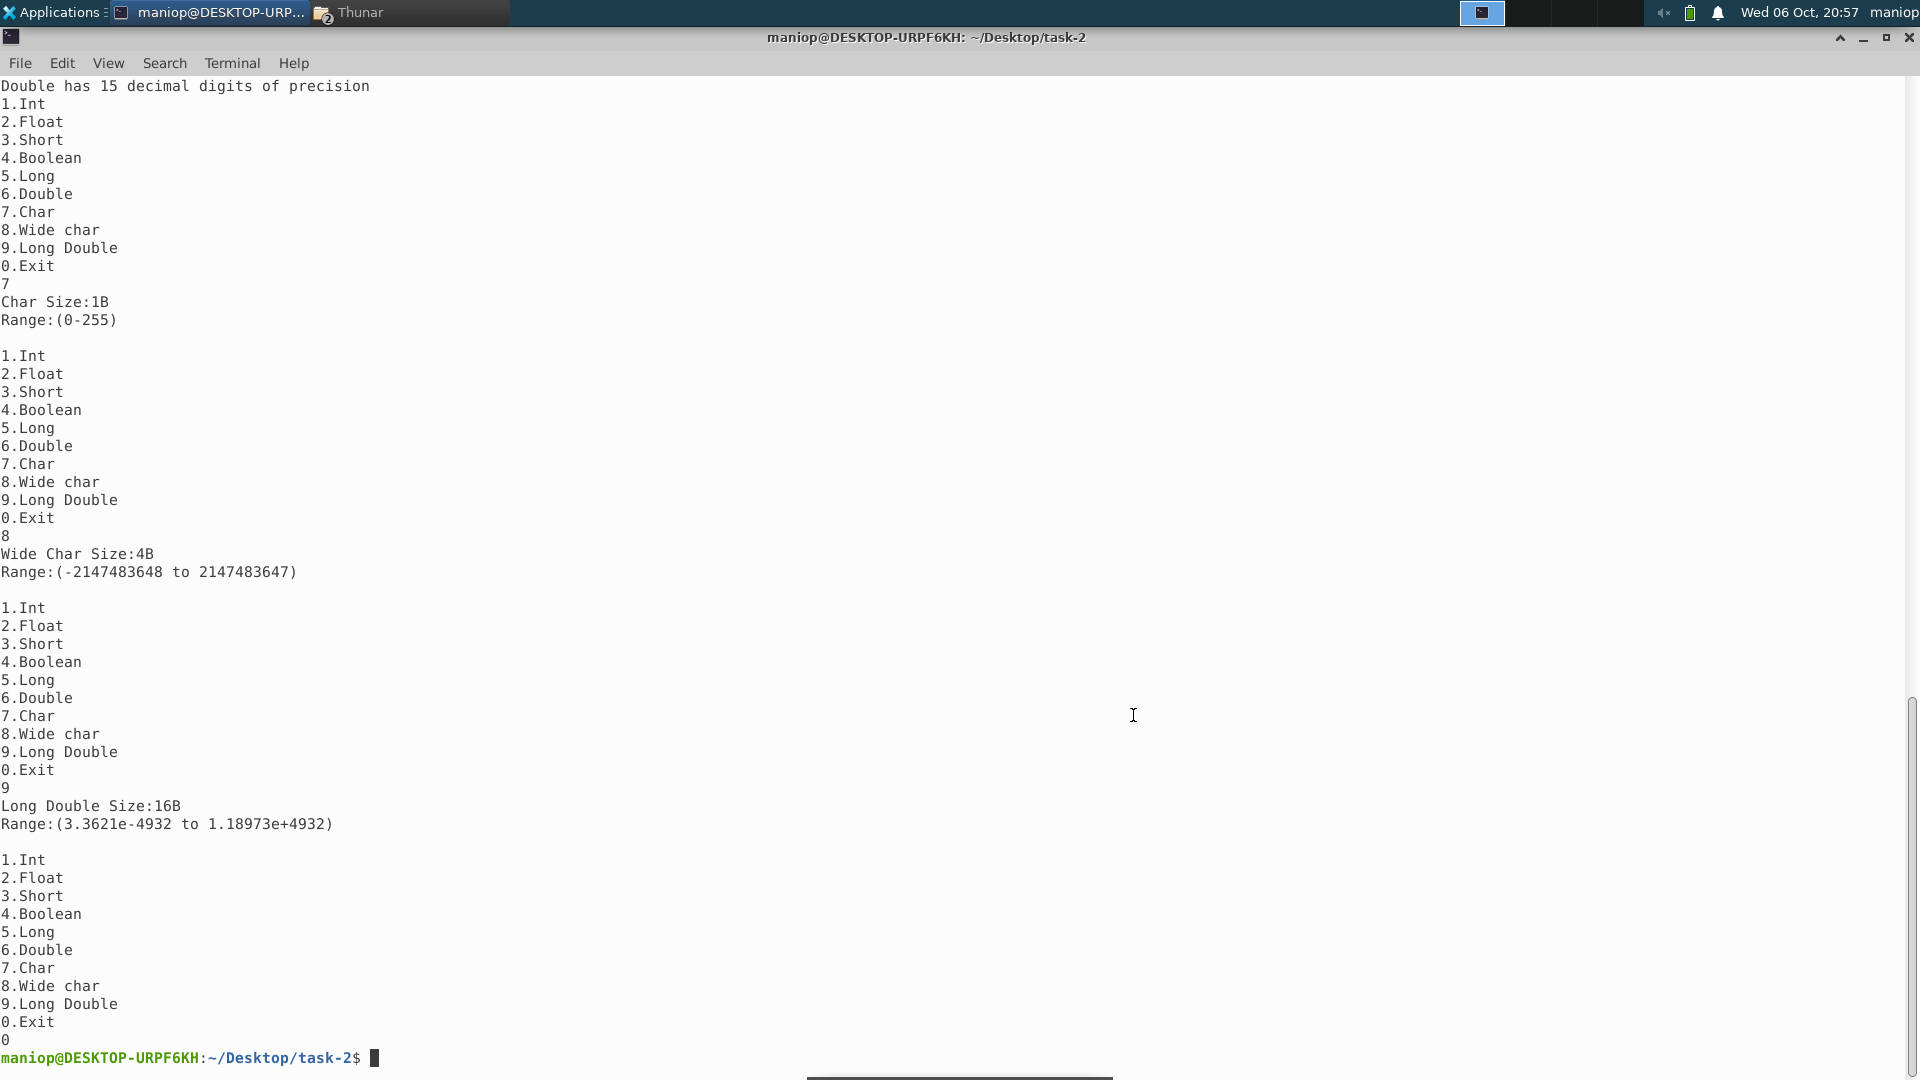 Applications maniop@DESKTOP-URP... 2 Thunar Wed 06 Oct, 20:57 maniop
maniop@DESKTOP-URPF6KH: ~/Desktop/task-2
File Edit View Search Terminal Help
Double has 15 decimal digits of precision
1.Int
2.Float
3.Short
4.Boolean
5.Long
6.Double
7.Char
8.Wide char
9.Long Double
0.Exit
7
Char Size:1B
Range:(0-255)
1.Int
2.Float
3.Short
4.Boolean
5.Long
6.Double
7.Char
8.Wide char
9.Long Double
0.Exit
8
Wide Char Size:4B
Range:(-2147483648 to 2147483647)
1.Int
2.Float
3.Short
4.Boolean
5.Long
6.Double
7.Char
8.Wide char
9.Long Double
0.Exit
9
Long Double Size:16B
Range:(3.3621e-4932 to 1.18973e+4932)
1.Int
2.Float
3.Short
4.Boolean
5.Long
6.Double
7.Char
8.Wide char
9.Long Double
0.Exit
0
maniop@DESKTOP-URPF6KH:~/Desktop/task-2$